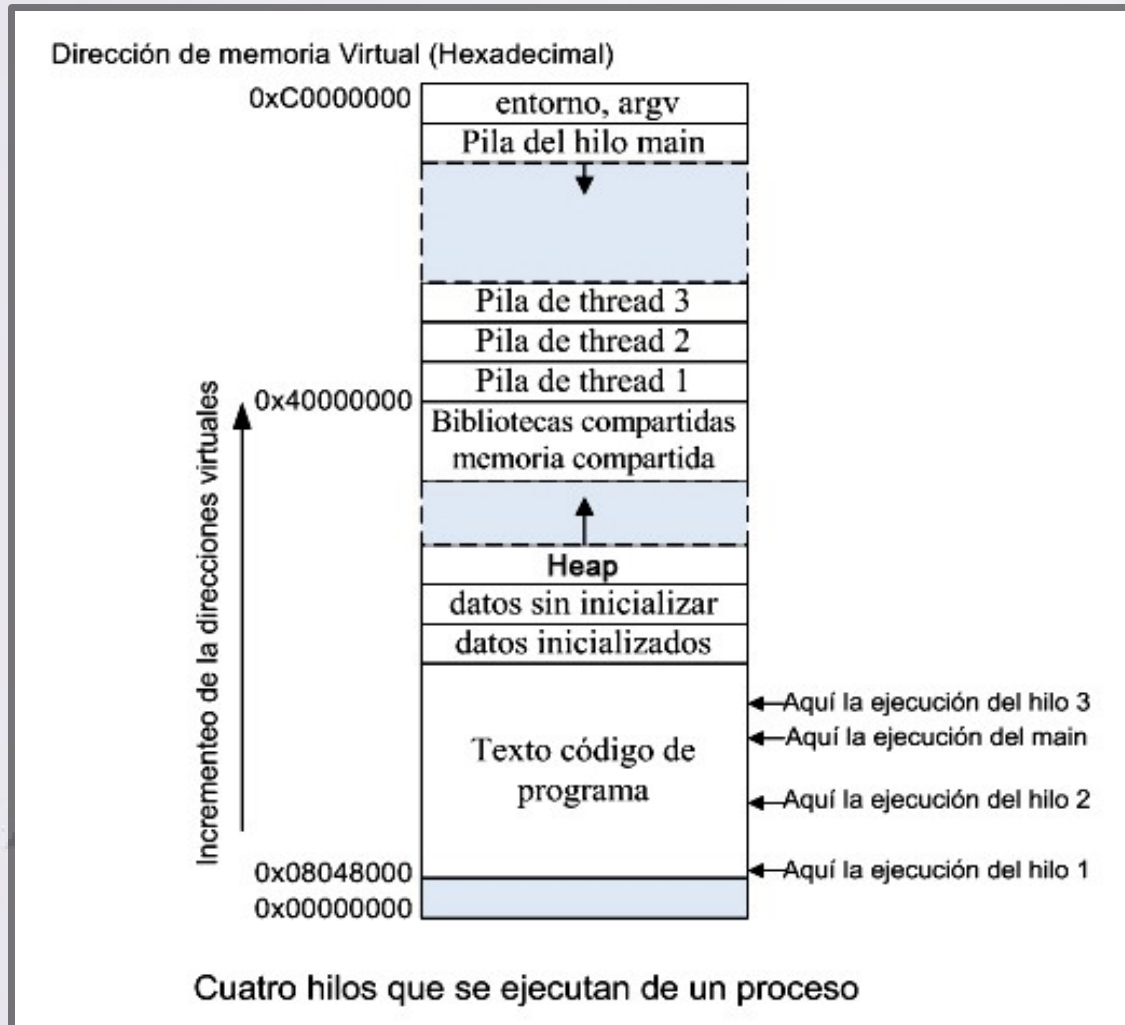 Dirección de memoria Virtual (Hexadecimal)
0xC0000000
entorno, argv
Pila del hilo main
Pila de thread 3
Pila de thread 2
Pila de thread 1
0x40000000
Bibliotecas compartidas
memoria compartida
Incrementeo de la direcciones virtuales
Heap
datos sin inicializar
datos inicializados
Texto código de
programa
Aquí la ejecución del hilo 3
Aquí la ejecución del main
Aquí la ejecución del hilo 2
Aquí la ejecución del hilo 1
0x08048000
0x00000000
Cuatro hilos que se ejecutan de un proceso